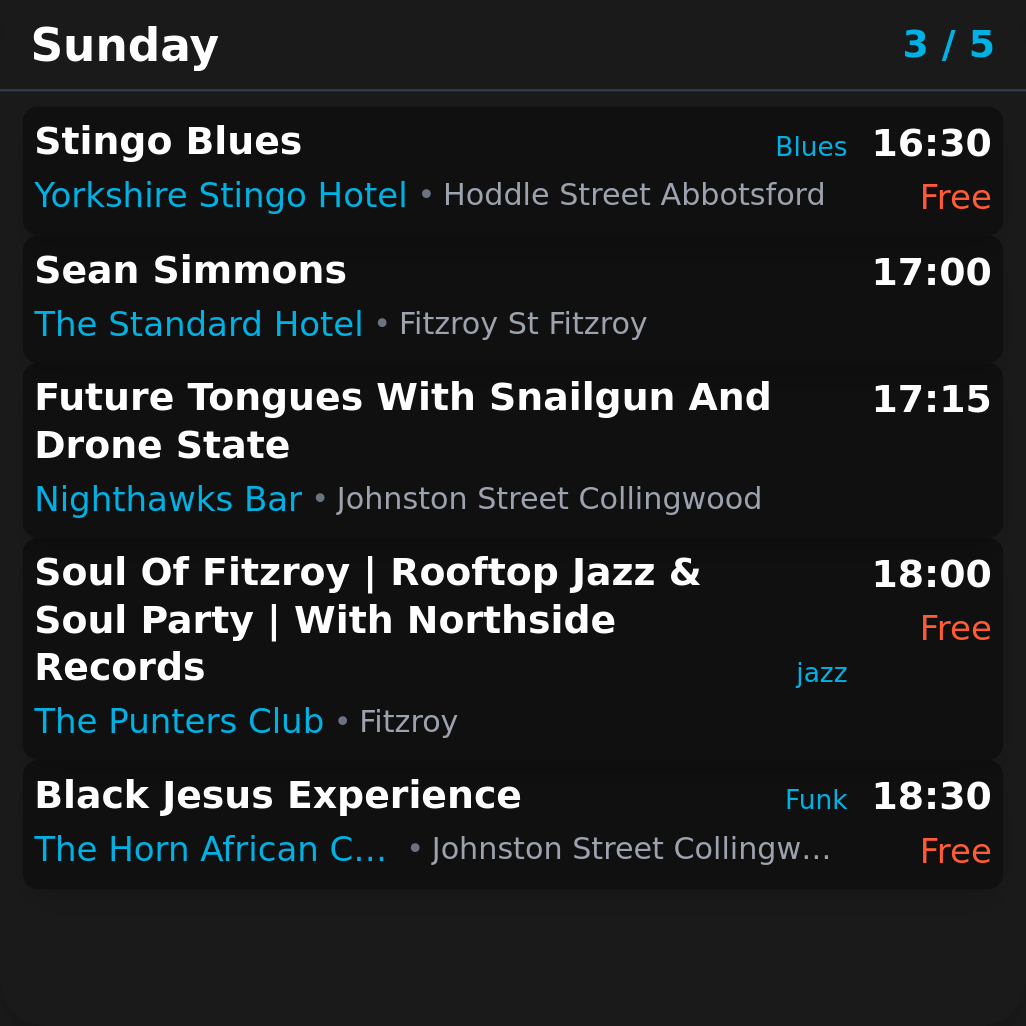 Sunday 3 / 5
Stingo Blues Blues 16:30
Yorkshire Stingo Hotel • Hoddle Street Abbotsford Free
Sean Simmons 17:00
The Standard Hotel • Fitzroy St Fitzroy
Future Tongues With Snailgun And 17:15
Drone State
Nighthawks Bar • Johnston Street Collingwood
Soul Of Fitzroy | Rooftop Jazz & 18:00
Soul Party | With Northside Free
Records jazz
The Punters Club • Fitzroy
Black Jesus Experience Funk 18:30
The Horn African C... • Johnston Street Collingw... Free